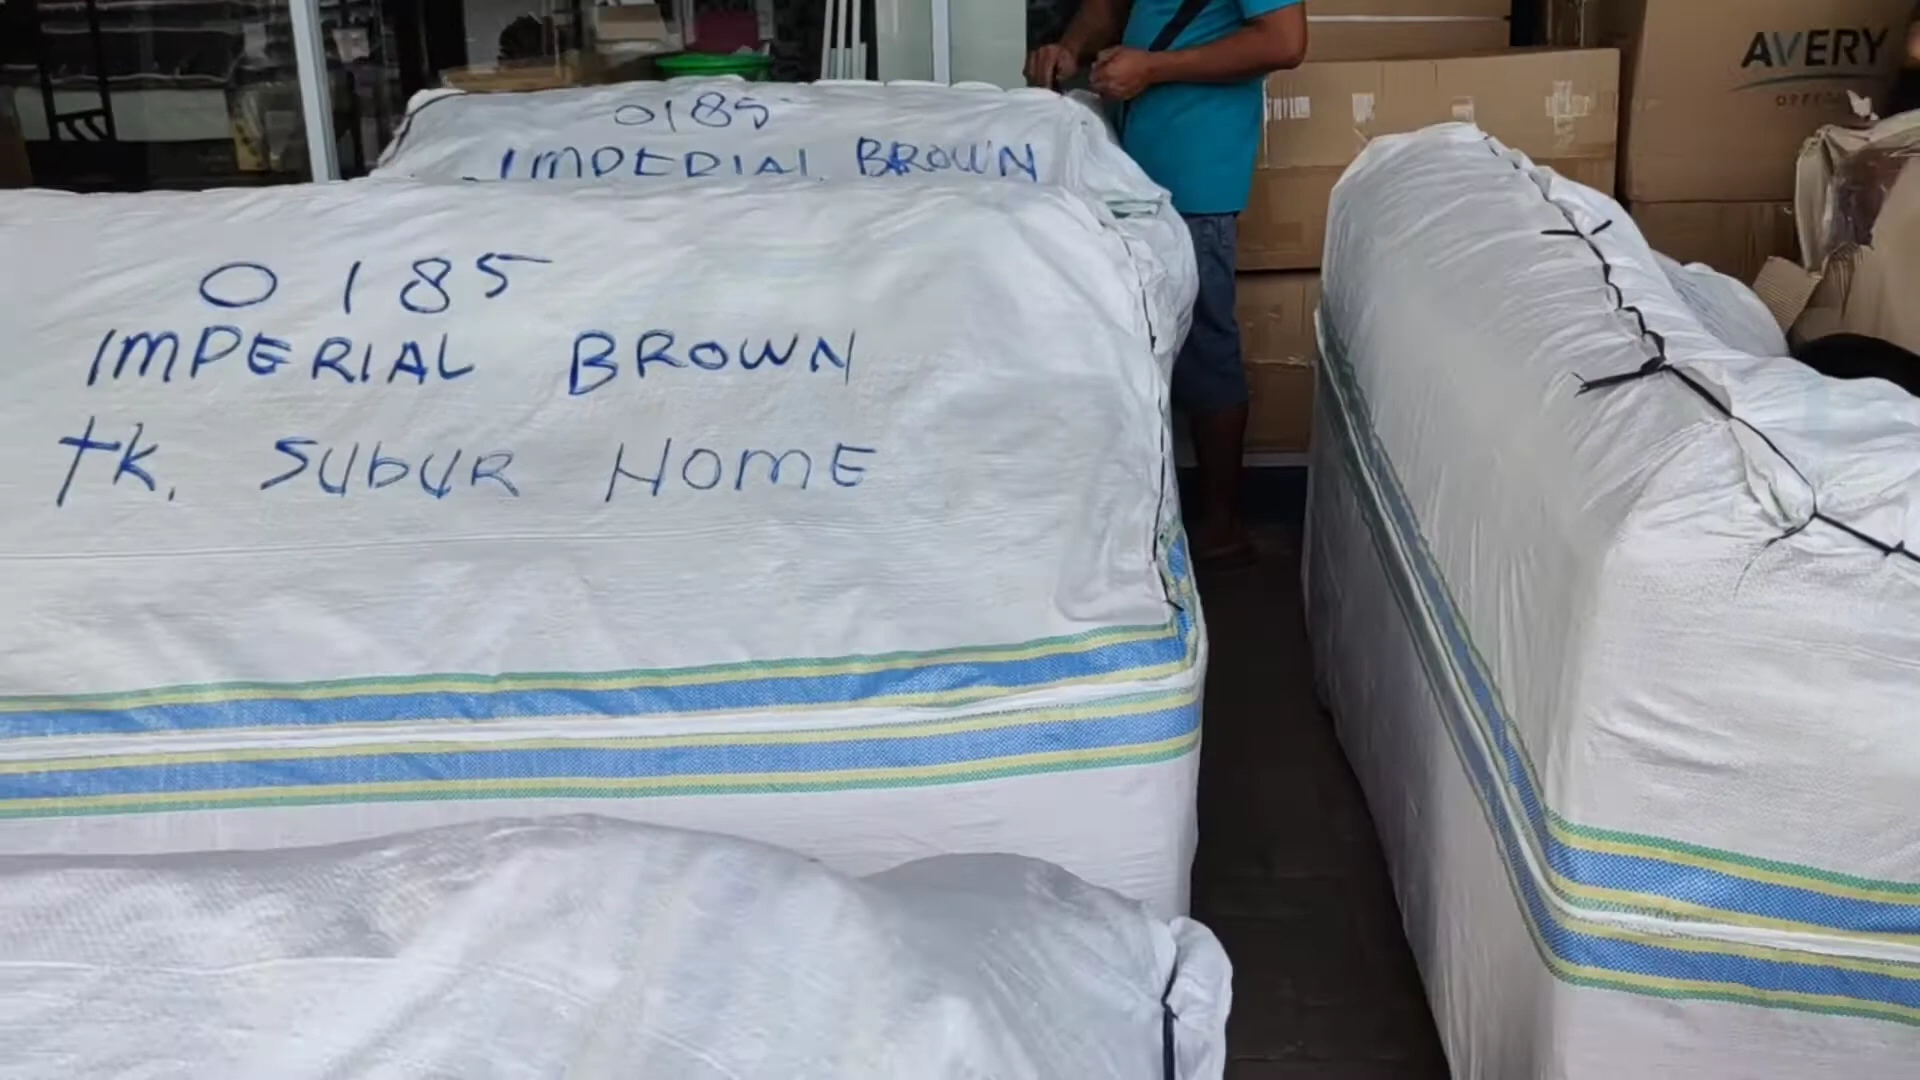 0185
IMPERIAL BROWN
0185
IMPERIAL BROWN
tk. SUbUR HOME
AVERY